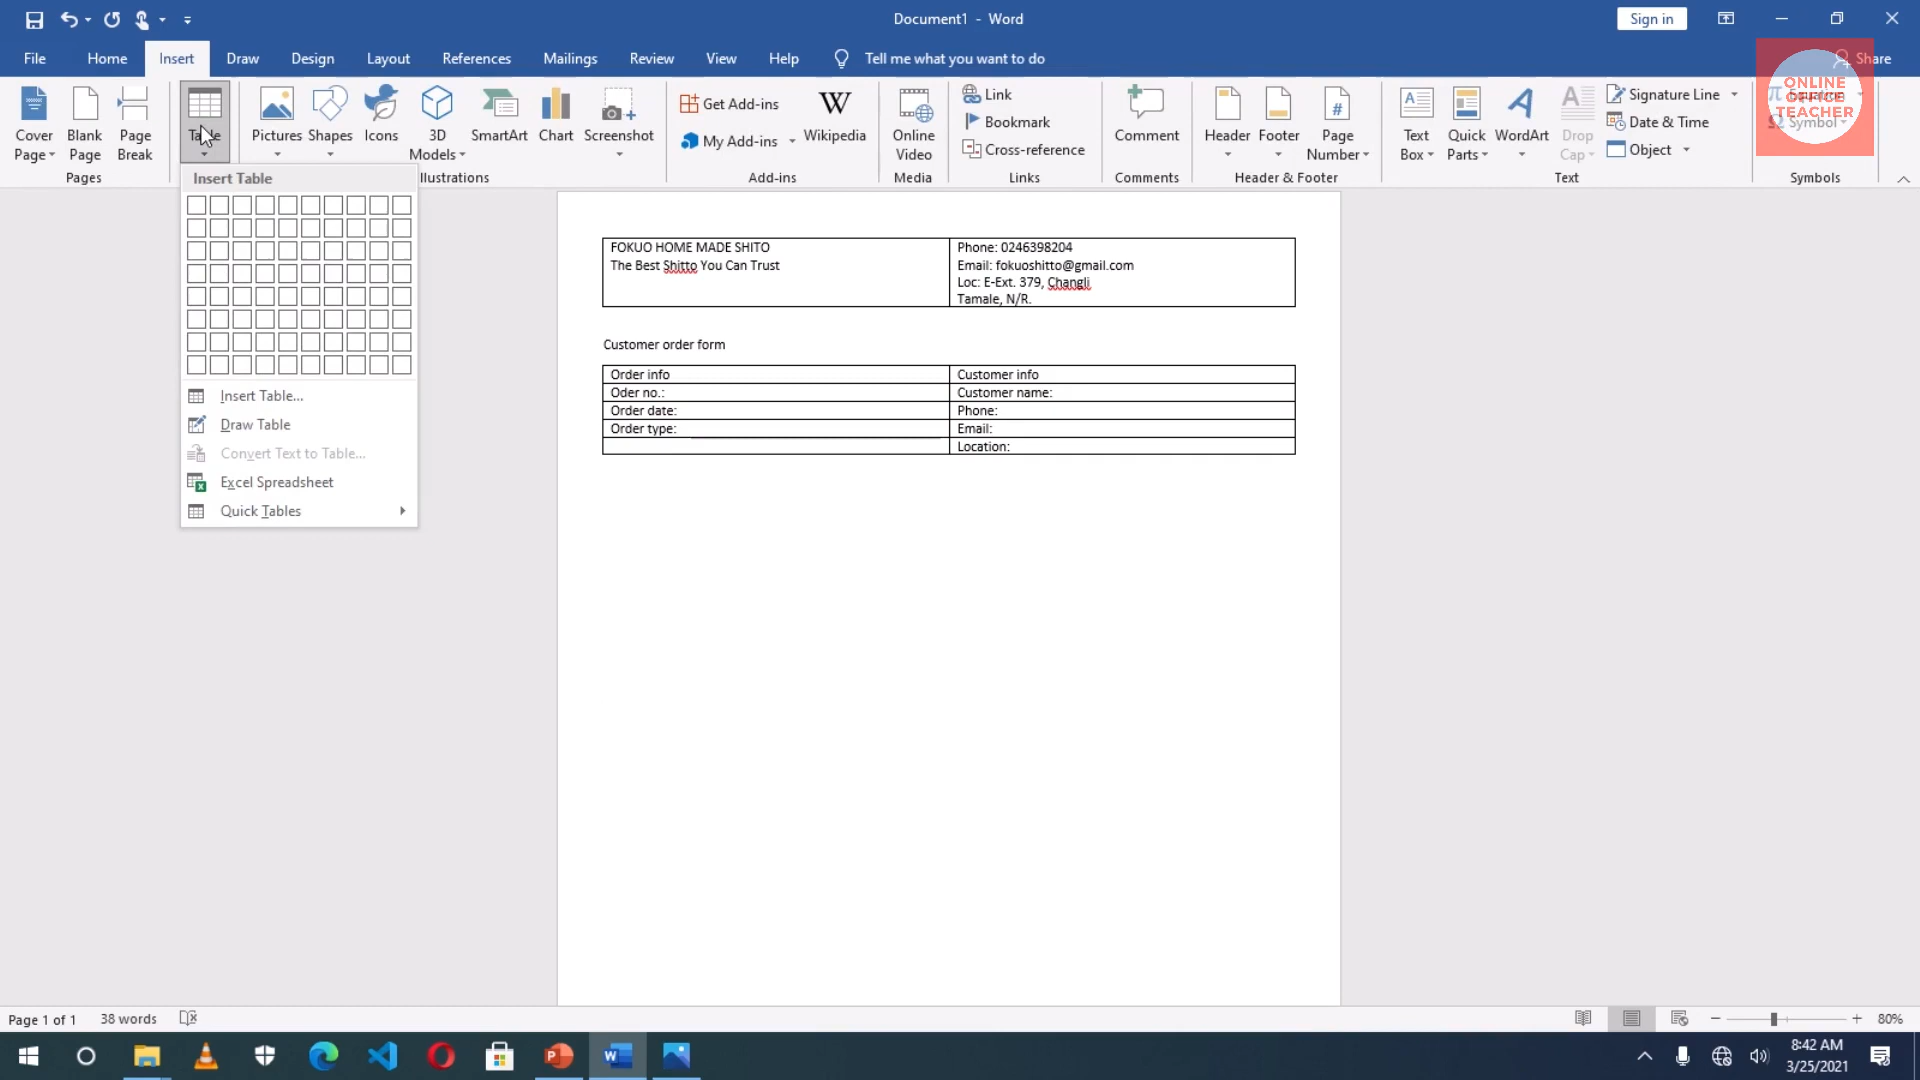 Document1 - Word
Sign in
File Home Insert Draw Design Layout References Mailings Review View Help Tell me what you want to do
Share
Cover Page
Blank Page
Page Break
Pages
Table
Pictures
Shapes
Icons
3D Models
SmartArt
Chart
Screenshot
Illustrations
Get Add-ins
My Add-ins
Wikipedia
W
Add-ins
Online Video
Media
Link
Bookmark
Cross-reference
Links
Comment
Comments
Header
Footer
Page Number
Header & Footer
Text Box
Quick Parts
WordArt
Drop Cap
Signature Line
Date & Time
Object
Text
Equation
Symbol
Symbols
ONLINE
OFFICE
TEACHER
Insert Table
Insert Table...
Draw Table
Convert Text to Table...
Excel Spreadsheet
Quick Tables
FOKUO HOME MADE SHITO
The Best Shitto You Can Trust
Phone: 0246398204
Email: fokuoshitto@gmail.com
Loc: E-Ext. 379, Changli
Tamale, N/R.
Customer order form
Order info Customer info
Oder no.: Customer name:
Order date: Phone:
Order type: Email:
Location:
Page 1 of 1 38 words
80%
8:42 AM
3/25/2021